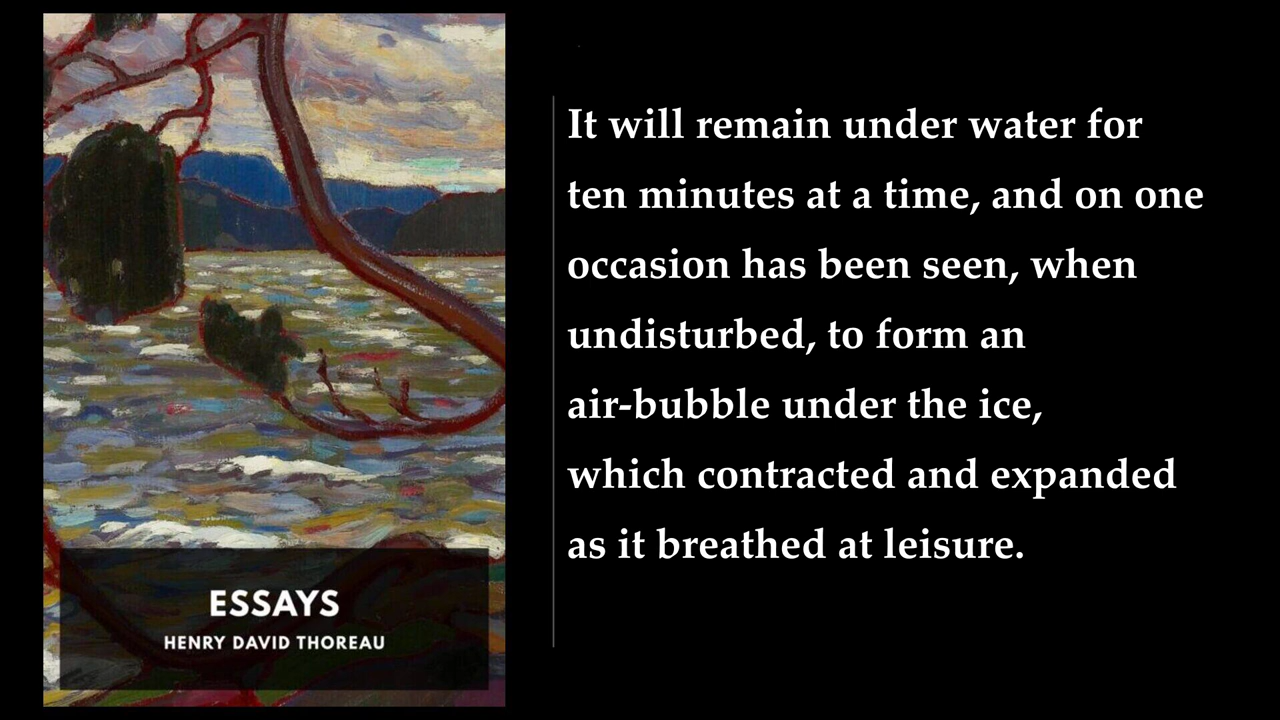 It will remain under water for
ten minutes at a time, and on one
occasion has been seen, when
undisturbed, to form an
air-bubble under the ice,
which contracted and expanded
as it breathed at leisure.
ESSAYS
HENRY DAVID THOREAU